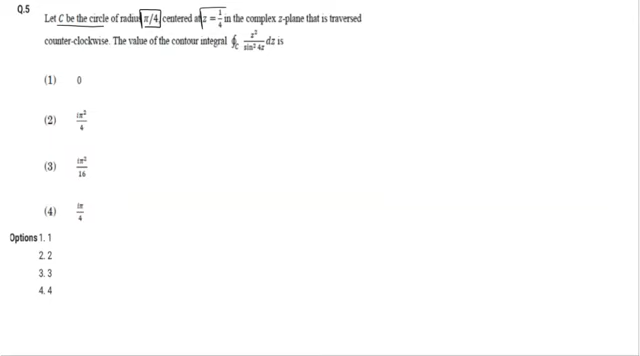 Q.5
Let C be the circle of radius π/4 centered at z = 1/4 in the complex z-plane that is traversed
counter-clockwise. The value of the contour integral ∮_C z²/sin² 4z dz is
(1) 0
(2) iπ²/4
(3) iπ²/16
(4) iπ/4
Options 1. 1
2. 2
3. 3
4. 4